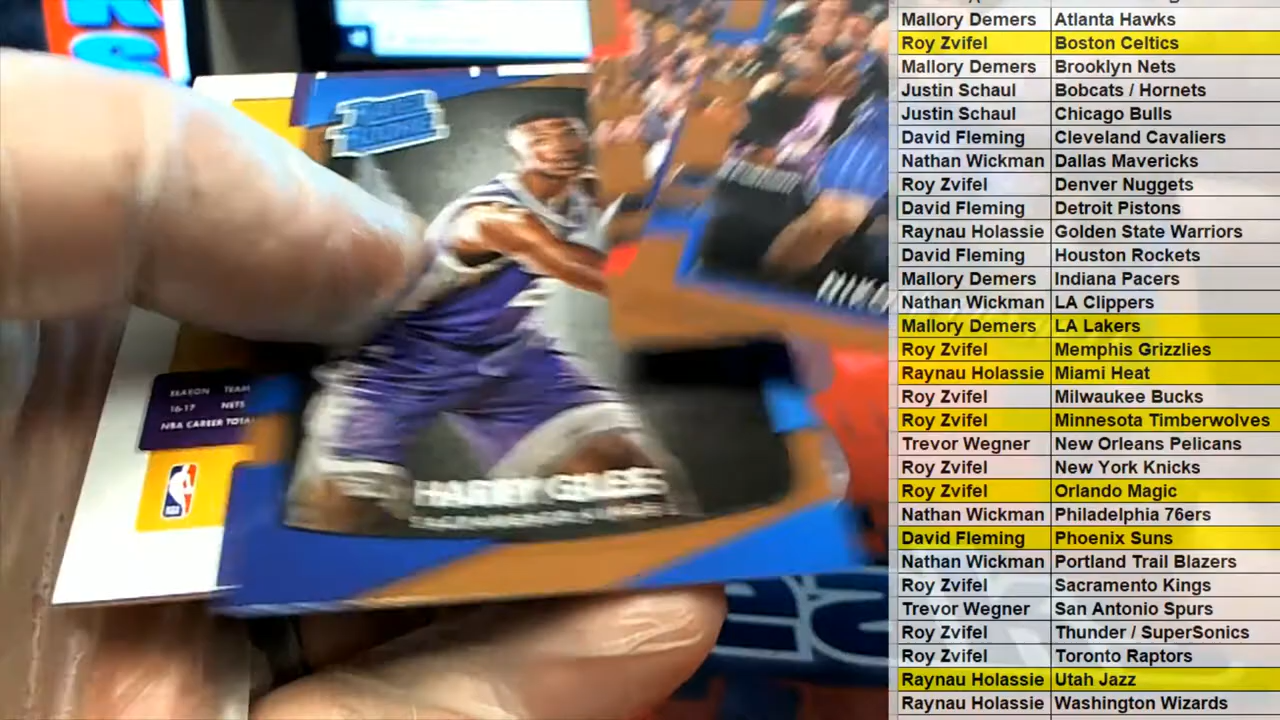 RATED ROOKIE
HARRY GILES
SEASON TEAM
16-17 NETS
NBA CAREER TOTA
NBA
Mallory Demers Atlanta Hawks
Roy Zvifel Boston Celtics
Mallory Demers Brooklyn Nets
Justin Schaul Bobcats / Hornets
Justin Schaul Chicago Bulls
David Fleming Cleveland Cavaliers
Nathan Wickman Dallas Mavericks
Roy Zvifel Denver Nuggets
David Fleming Detroit Pistons
Raynau Holassie Golden State Warriors
David Fleming Houston Rockets
Mallory Demers Indiana Pacers
Nathan Wickman LA Clippers
Mallory Demers LA Lakers
Roy Zvifel Memphis Grizzlies
Raynau Holassie Miami Heat
Roy Zvifel Milwaukee Bucks
Roy Zvifel Minnesota Timberwolves
Trevor Wegner New Orleans Pelicans
Roy Zvifel New York Knicks
Roy Zvifel Orlando Magic
Nathan Wickman Philadelphia 76ers
David Fleming Phoenix Suns
Nathan Wickman Portland Trail Blazers
Roy Zvifel Sacramento Kings
Trevor Wegner San Antonio Spurs
Roy Zvifel Thunder / SuperSonics
Roy Zvifel Toronto Raptors
Raynau Holassie Utah Jazz
Raynau Holassie Washington Wizards